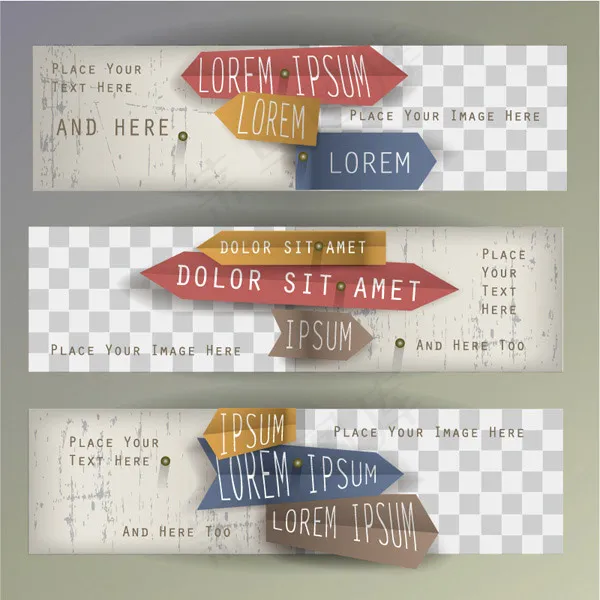 Place Your
Text Here
and Here
Lorem Ipsum
Lorem
Lorem
Place Your Image Here
Dolor sit amet
Dolor sit amet
Ipsum
Place Your Image Here
Place
Your
Text
Here
And Here Too
Ipsum
Lorem Ipsum
Lorem Ipsum
Place Your
Text Here
And Here Too
Place Your Image Here